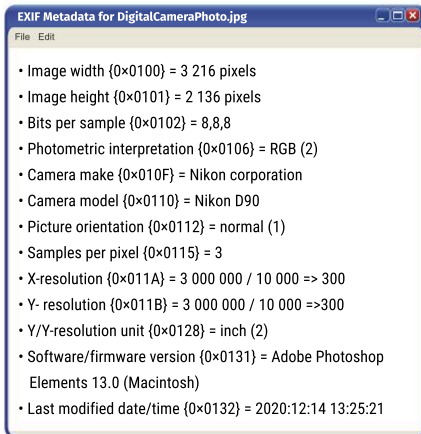 EXIF Metadata for DigitalCameraPhoto.jpg
File Edit
• Image width {0×0100} = 3 216 pixels
• Image height {0×0101} = 2 136 pixels
• Bits per sample {0×0102} = 8,8,8
• Photometric interpretation {0×0106} = RGB (2)
• Camera make {0×010F} = Nikon corporation
• Camera model {0×0110} = Nikon D90
• Picture orientation {0×0112} = normal (1)
• Samples per pixel {0×0115} = 3
• X-resolution {0×011A} = 3 000 000 / 10 000 => 300
• Y- resolution {0×011B} = 3 000 000 / 10 000 =>300
• Y/Y-resolution unit {0×0128} = inch (2)
• Software/firmware version {0×0131} = Adobe Photoshop
Elements 13.0 (Macintosh)
• Last modified date/time {0×0132} = 2020:12:14 13:25:21